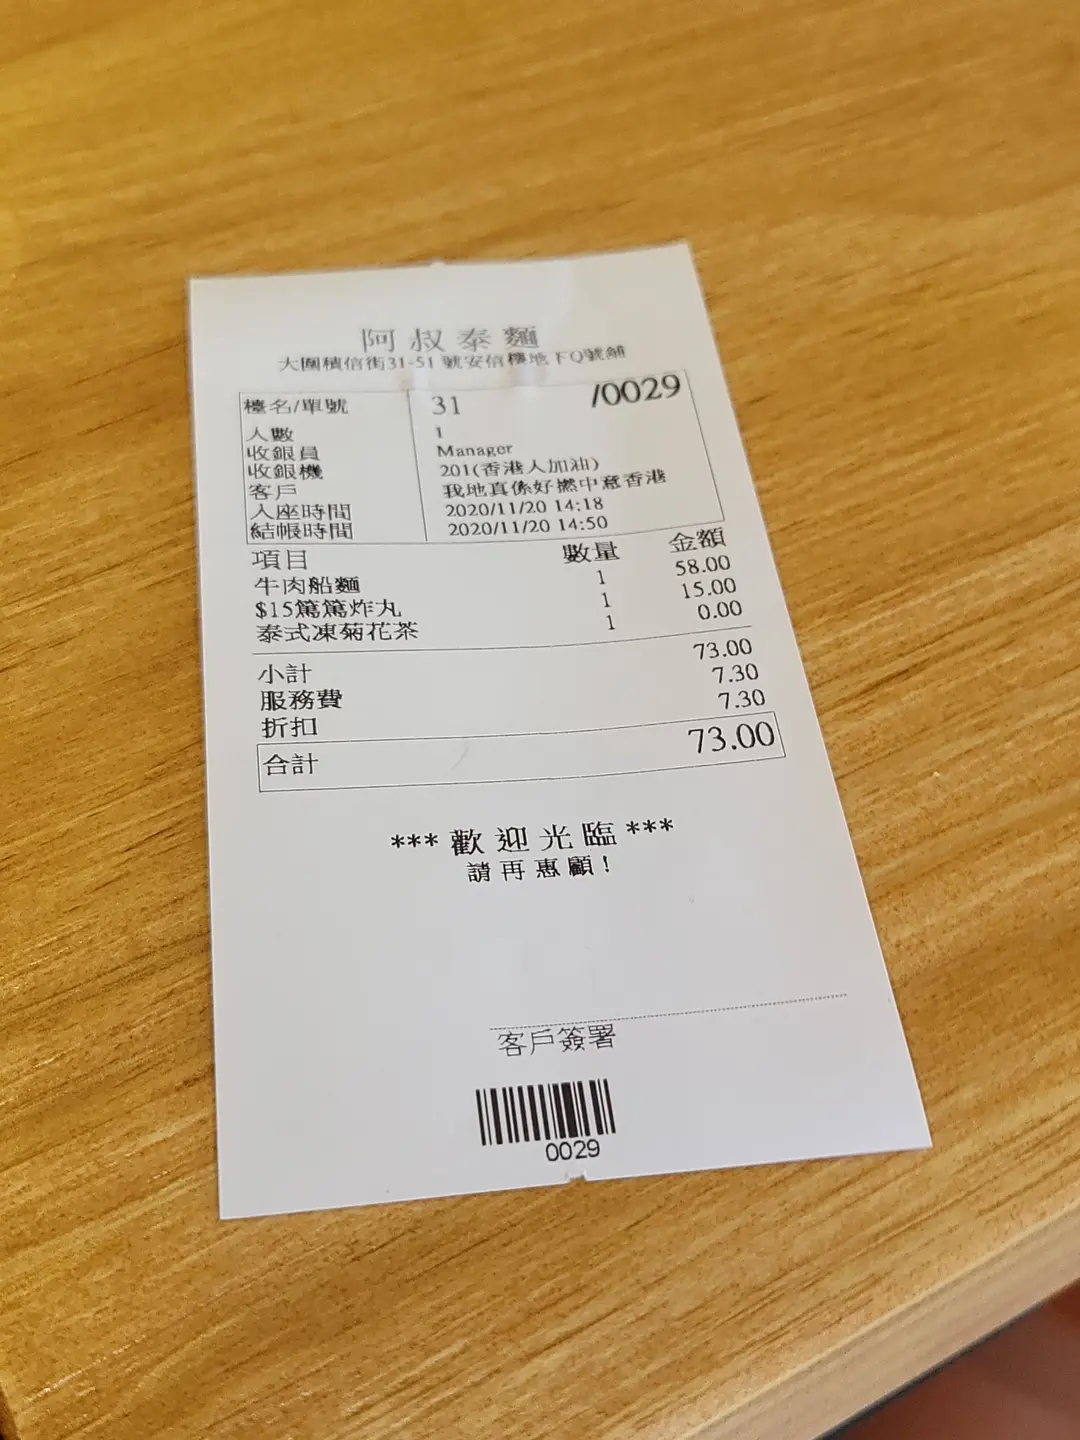 阿叔泰麵
大圍積信街31-51 號安信樓地下Q號舖
檯名/單號 31 /0029
人數 1
收銀員 Manager
收銀機 201(香港人加油)
客戶 我地真係好撚中意香港
入座時間 2020/11/20 14:18
結帳時間 2020/11/20 14:50
項目 數量 金額
牛肉船麵 1 58.00
$15篤篤炸丸 1 15.00
泰式凍菊花茶 1 0.00
小計 73.00
服務費 7.30
折扣 7.30
合計 73.00
*** 歡迎光臨 ***
請再惠顧!
客戶簽署
0029